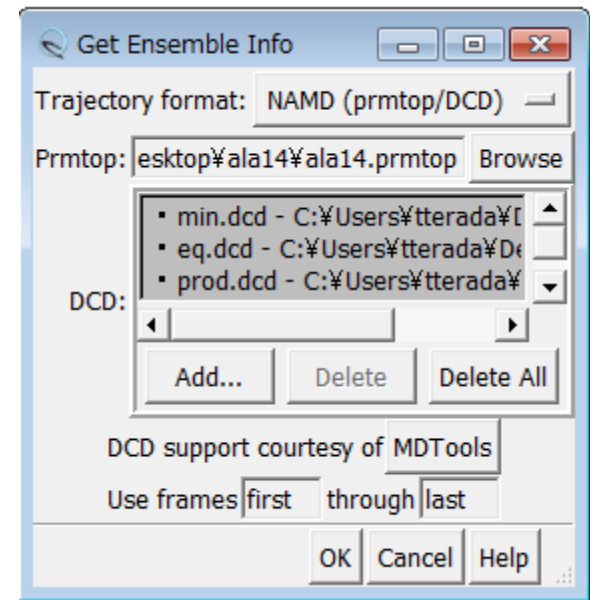 Get Ensemble Info
Trajectory format: NAMD (prmtop/DCD)
Prmtop: esktop¥ala14¥ala14.prmtop Browse
▪ min.dcd - C:¥Users¥tterada¥[
▪ eq.dcd - C:¥Users¥tterada¥De
▪ prod.dcd - C:¥Users¥tterada¥
DCD:
Add... Delete Delete All
DCD support courtesy of MDTools
Use frames first through last
OK Cancel Help